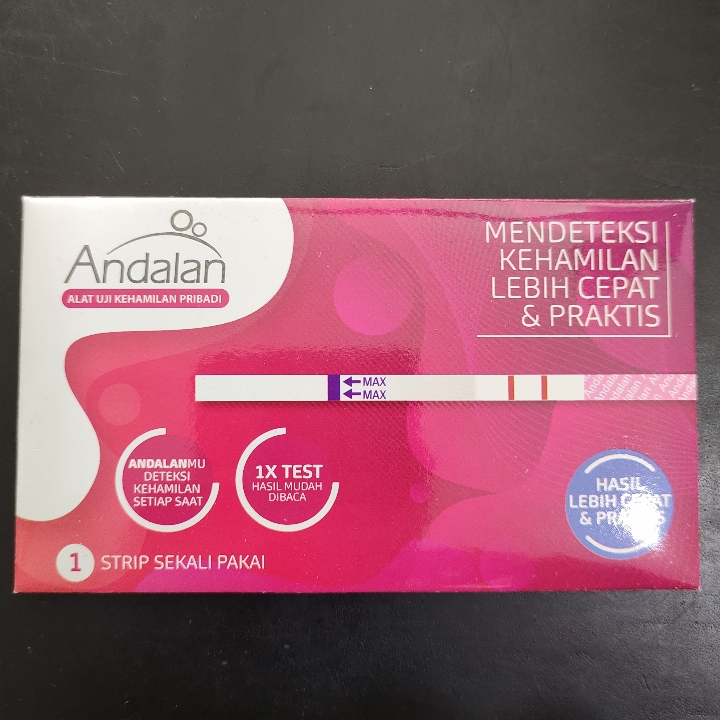 Andalan
ALAT UJI KEHAMILAN PRIBADI
MENDETEKSI
KEHAMILAN
LEBIH CEPAT
& PRAKTIS
MAX
MAX
Andalan
ANDALANMU
DETEKSI
KEHAMILAN
SETIAP SAAT
1X TEST
HASIL MUDAH
DIBACA
HASIL
LEBIH CEPAT
& PRAKTIS
1 STRIP SEKALI PAKAI